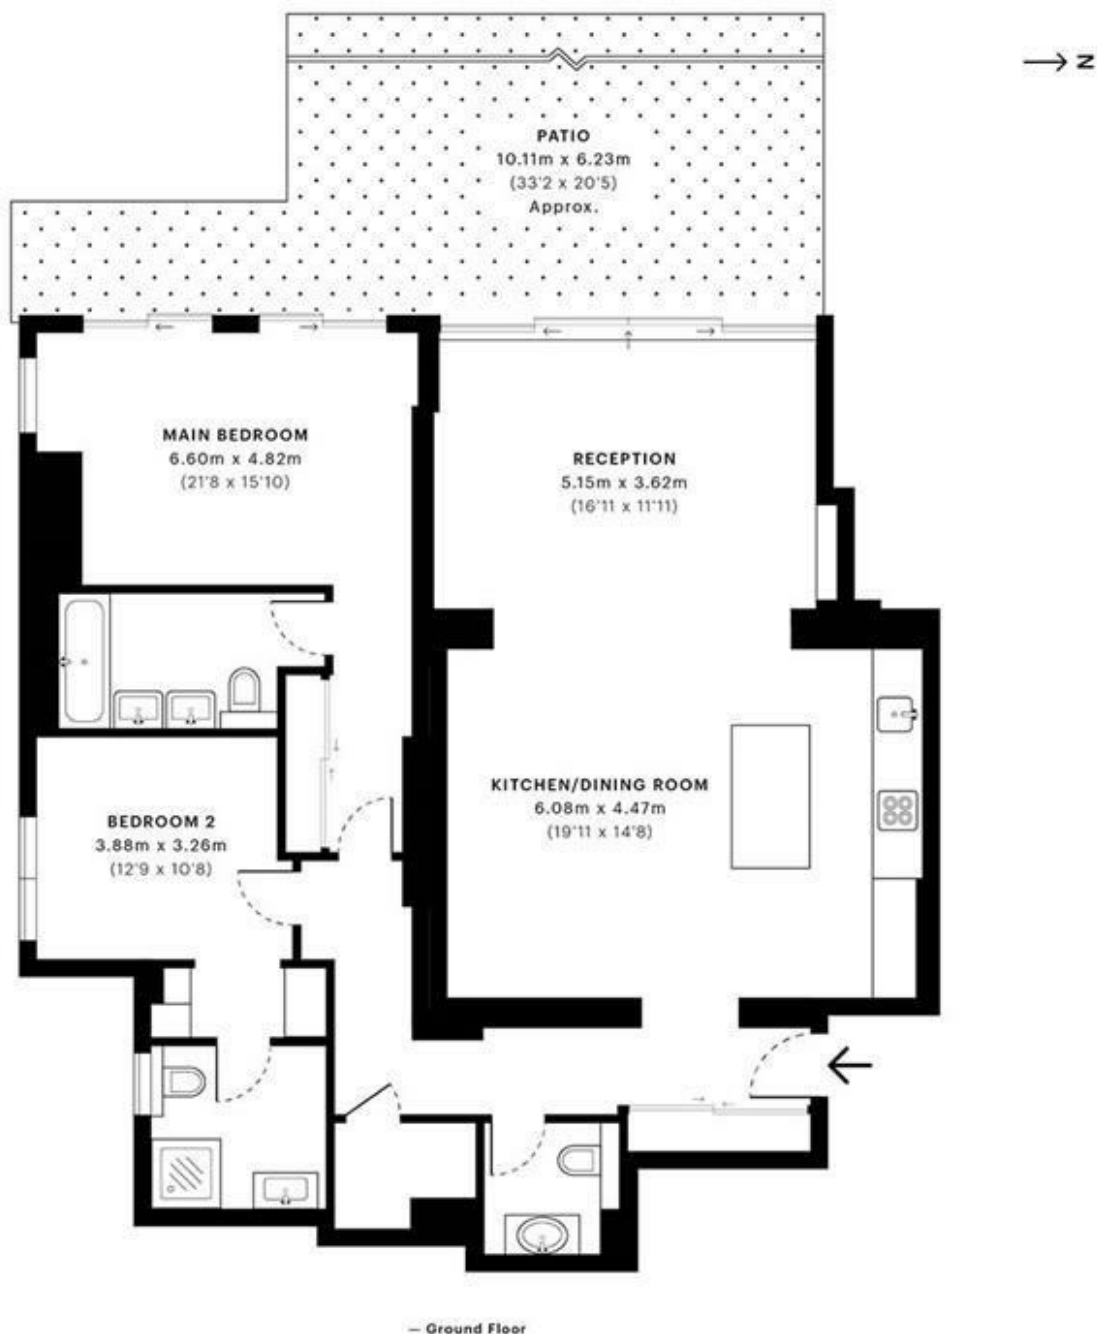 N
PATIO
10.11m x 6.23m
(33'2 x 20'5)
Approx.
MAIN BEDROOM
6.60m x 4.82m
(21'8 x 15'10)
RECEPTION
5.15m x 3.62m
(16'11 x 11'11)
KITCHEN/DINING ROOM
6.08m x 4.47m
(19'11 x 14'8)
BEDROOM 2
3.88m x 3.26m
(12'9 x 10'8)
— Ground Floor